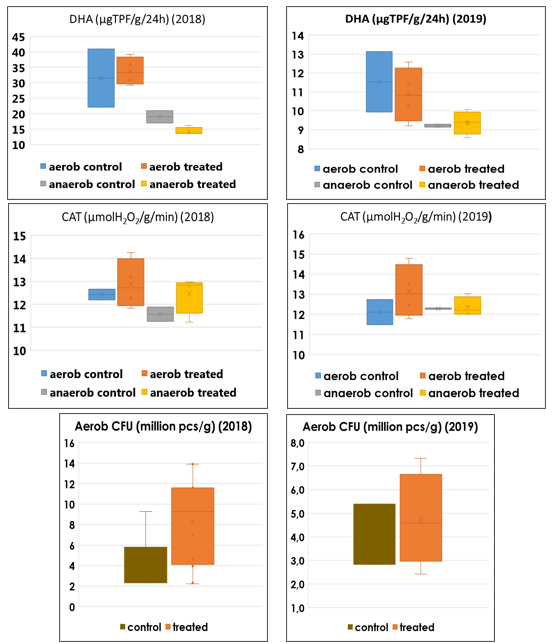 DHA (µgTPF/g/24h) (2018)
45
40
35
30
25
20
15
10
aerob control aerob treated
anaerob control anaerob treated
DHA (µgTPF/g/24h) (2019)
14
13
12
11
10
9
8
aerob control aerob treated
anaerob control anaerob treated
CAT (µmolH₂O₂/g/min) (2018)
15
14
13
12
11
10
aerob control aerob treated
anaerob control anaerob treated
CAT (µmolH₂O₂/g/min) (2019)
16
15
14
13
12
11
10
aerob control aerob treated
anaerob control anaerob treated
Aerob CFU (million pcs/g) (2018)
16
14
12
10
8
6
4
2
0
control treated
Aerob CFU (million pcs/g) (2019)
8,0
7,0
6,0
5,0
4,0
3,0
2,0
1,0
control treated